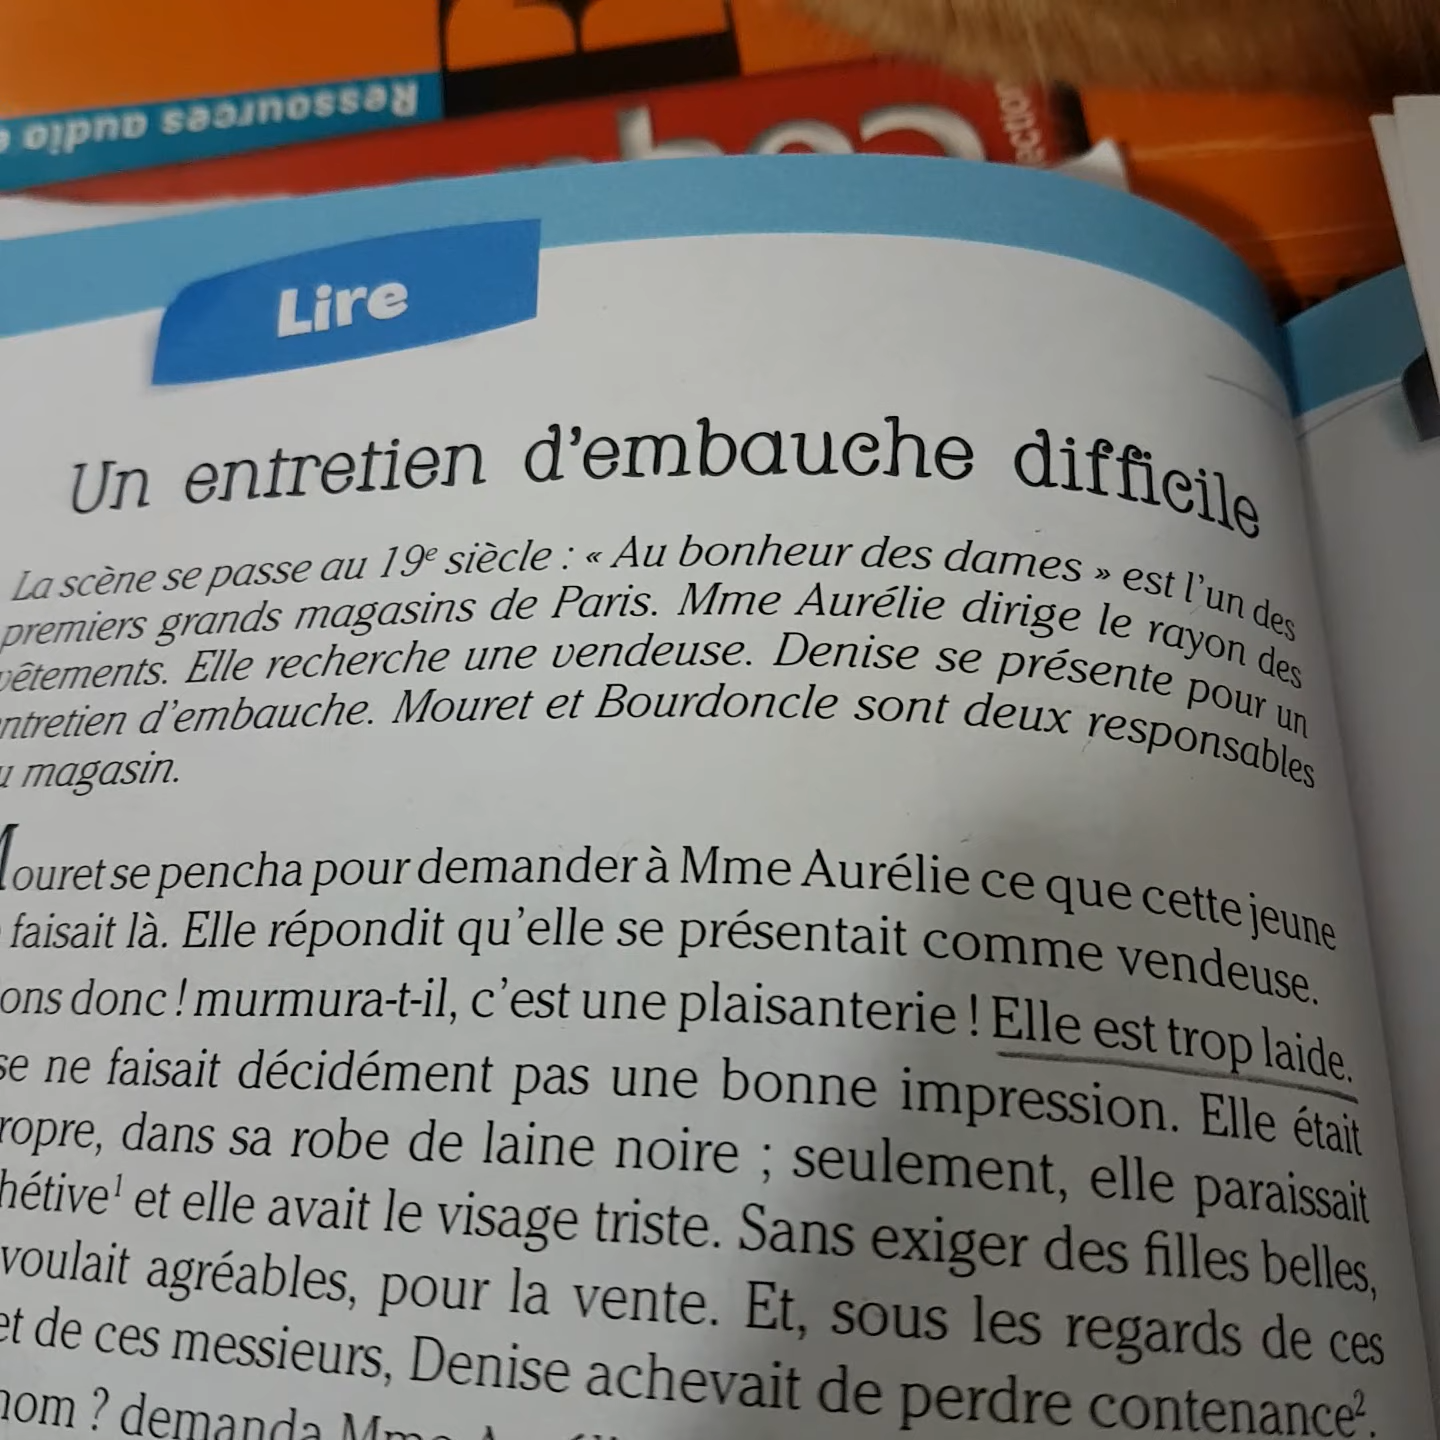 Ressources audio
Lire
Un entretien d'embauche difficile
La scène se passe au 19e siècle : « Au bonheur des dames » est l'un des
premiers grands magasins de Paris. Mme Aurélie dirige le rayon des
vêtements. Elle recherche une vendeuse. Denise se présente pour un
entretien d'embauche. Mouret et Bourdoncle sont deux responsables
magasin.
Mouret se pencha pour demander à Mme Aurélie ce que cette jeune
faisait là. Elle répondit qu'elle se présentait comme vendeuse.
donc ! murmura-t-il, c'est une plaisanterie ! Elle est trop laide.
ne faisait décidément pas une bonne impression. Elle était
dans sa robe de laine noire ; seulement, elle paraissait
hétive¹ et elle avait le visage triste. Sans exiger des filles belles,
voulait agréables, pour la vente. Et, sous les regards de ces
et de ces messieurs, Denise achevait de perdre contenance².
nom ? demanda Mme